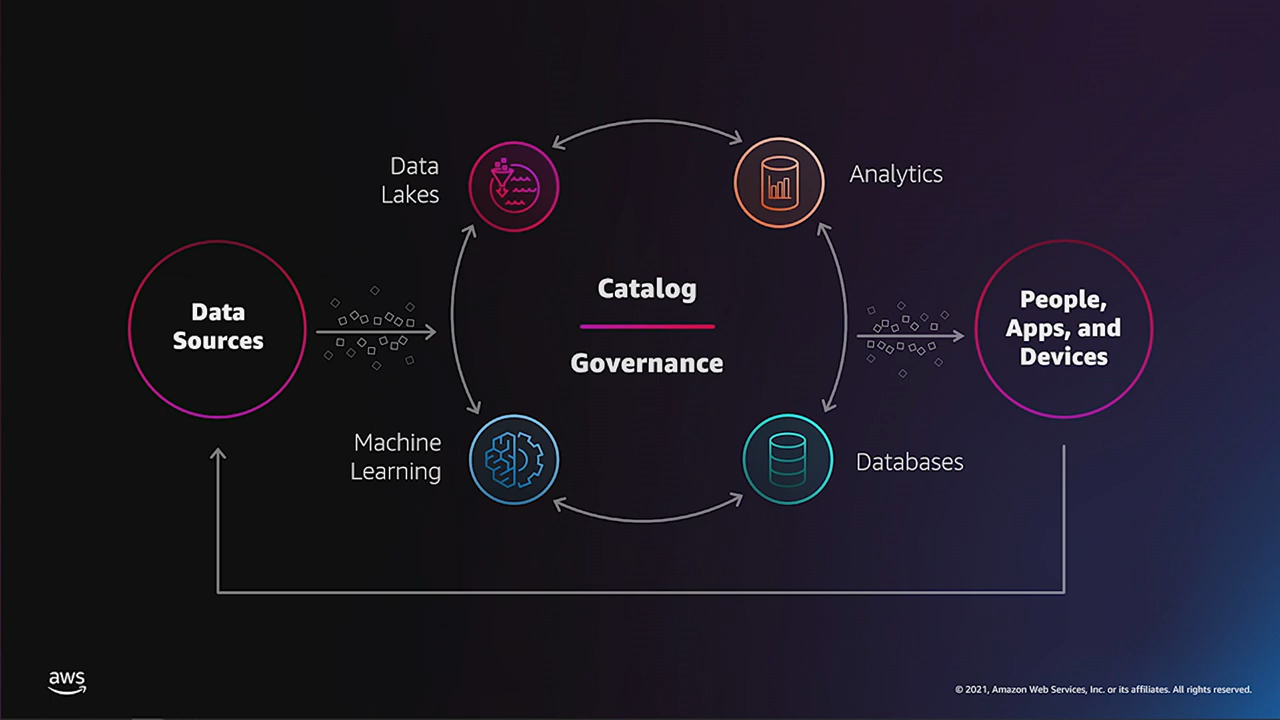 Data
Lakes
Analytics
Data
Sources
Catalog
Governance
People,
Apps, and
Devices
Machine
Learning
Databases
aws
© 2021, Amazon Web Services, Inc. or its affiliates. All rights reserved.